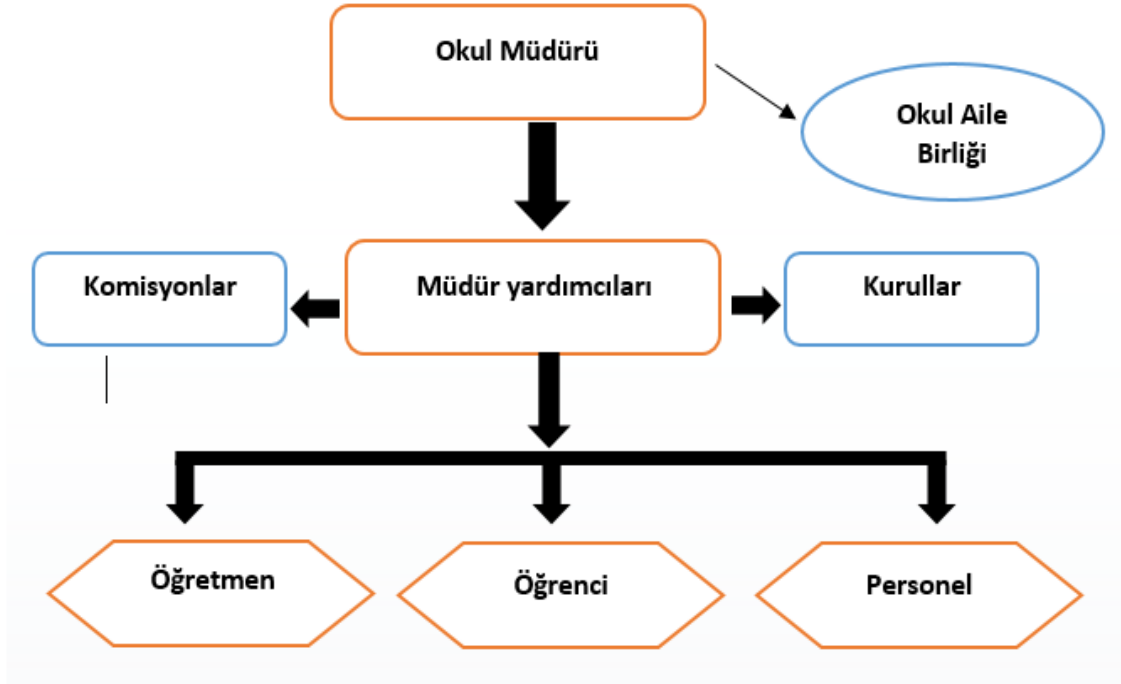 Okul Müdürü
Okul Aile
Birliği
Komisyonlar
Müdür yardımcıları
Kurullar
Öğretmen
Öğrenci
Personel